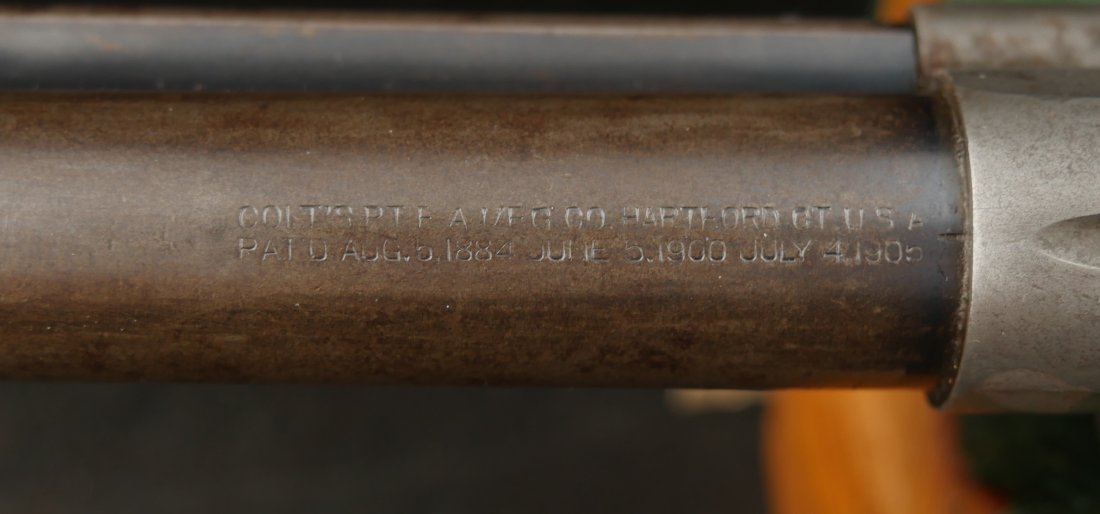 COLT'S PT. F. A. MFG. CO. HARTFORD, CT. U.S.A
PAT'D AUG. 5, 1884 JUNE 5. 1900 JULY 4. 1905